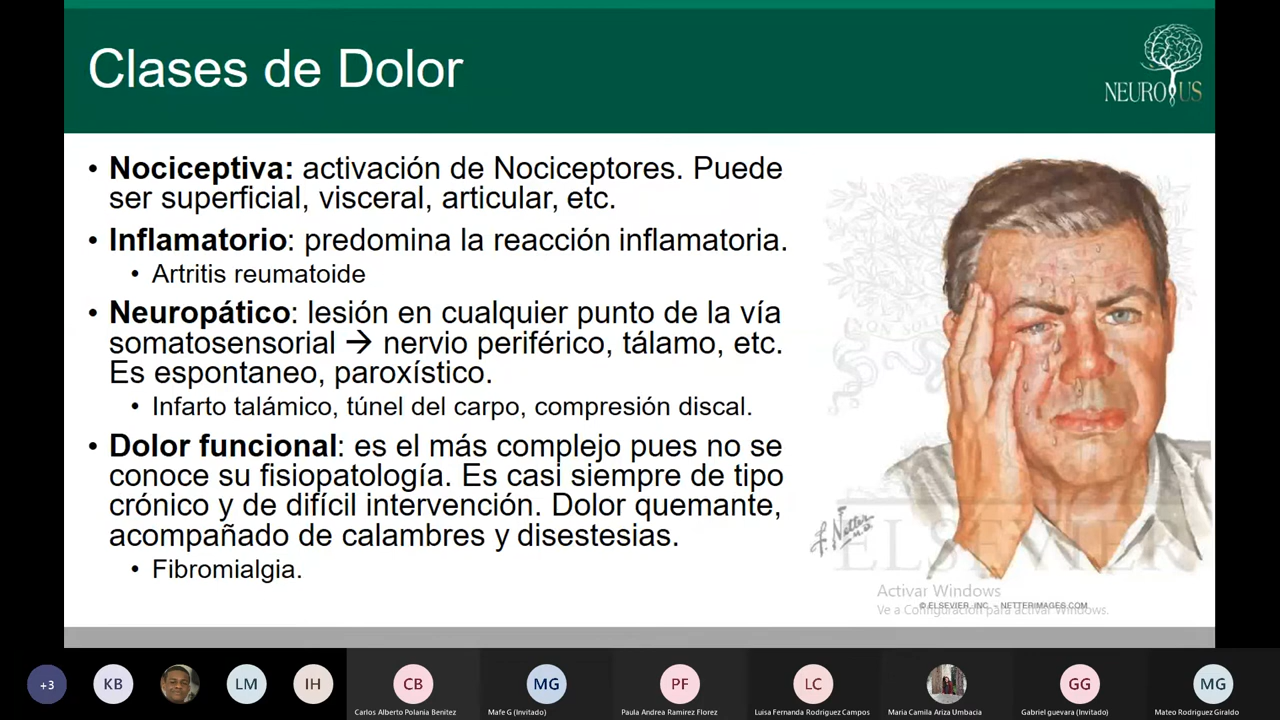 Clases de Dolor
NEURO US
• Nociceptiva: activación de Nociceptores. Puede
ser superficial, visceral, articular, etc.
• Inflamatorio: predomina la reacción inflamatoria.
• Artritis reumatoide
• Neuropático: lesión en cualquier punto de la vía
somatosensorial → nervio periférico, tálamo, etc.
Es espontaneo, paroxístico.
• Infarto talámico, túnel del carpo, compresión discal.
• Dolor funcional: es el más complejo pues no se
conoce su fisiopatología. Es casi siempre de tipo
crónico y de difícil intervención. Dolor quemante,
acompañado de calambres y disestesias.
• Fibromialgia.
F. Netter
M.D.
ELSEVIER
Activar Windows
© ELSEVIER, INC. - NETTERIMAGES.COM
Ve a Configuración para activar Windows.
+3
KB
LM
IH
CB
MG
PF
LC
GG
MG
Carlos Alberto Polania Benitez
Mafe G (Invitado)
Paula Andrea Ramirez Florez
Luisa Fernanda Rodriguez Campos
Maria Camila Ariza Umbacia
Gabriel guevara (Invitado)
Mateo Rodriguez Giraldo